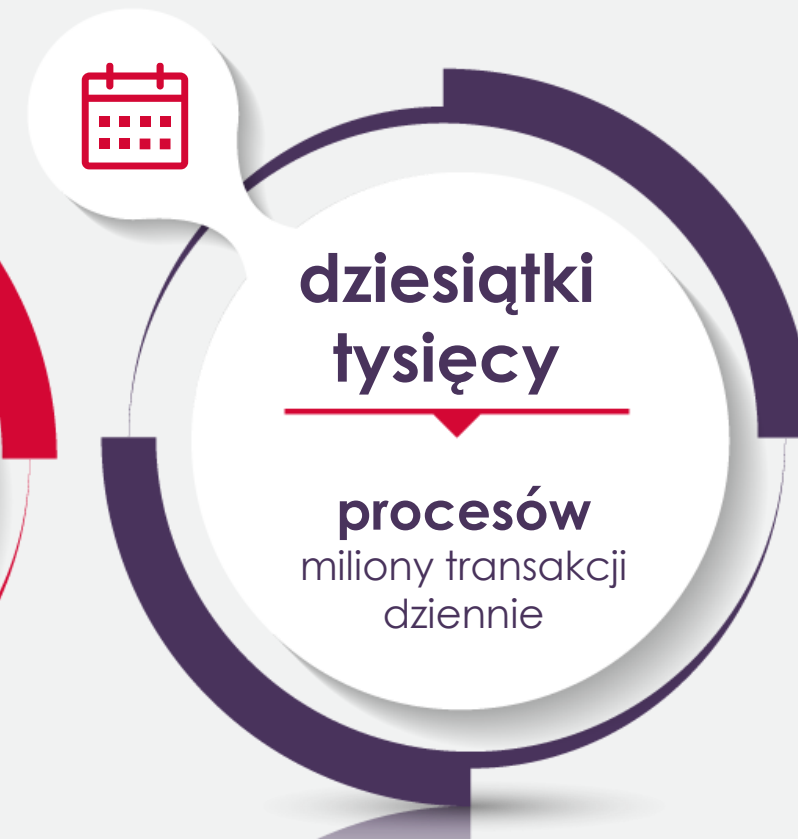 dziesiątki
tysięcy
procesów
miliony transakcji
dziennie